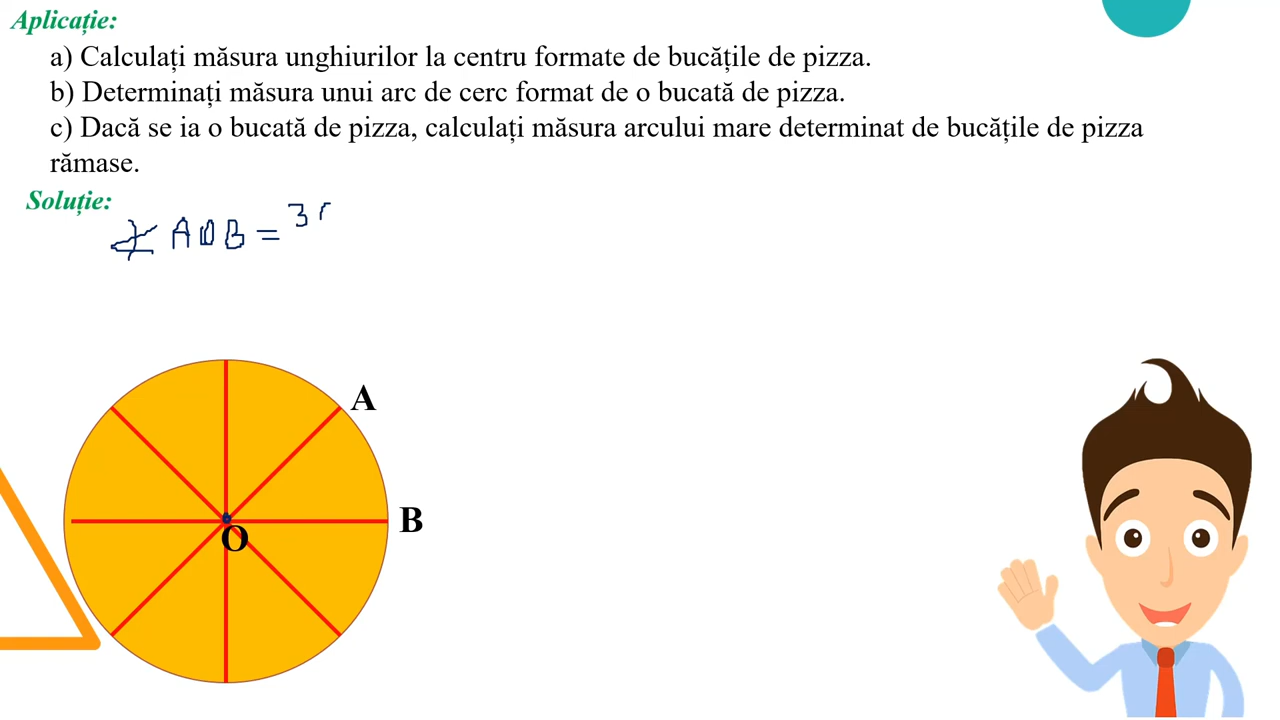 Aplicație:
a) Calculați măsura unghiurilor la centru formate de bucățile de pizza.
b) Determinați măsura unui arc de cerc format de o bucată de pizza.
c) Dacă se ia o bucată de pizza, calculați măsura arcului mare determinat de bucățile de pizza
rămase.
Soluție:
∢ AOB = 3
A
B
O